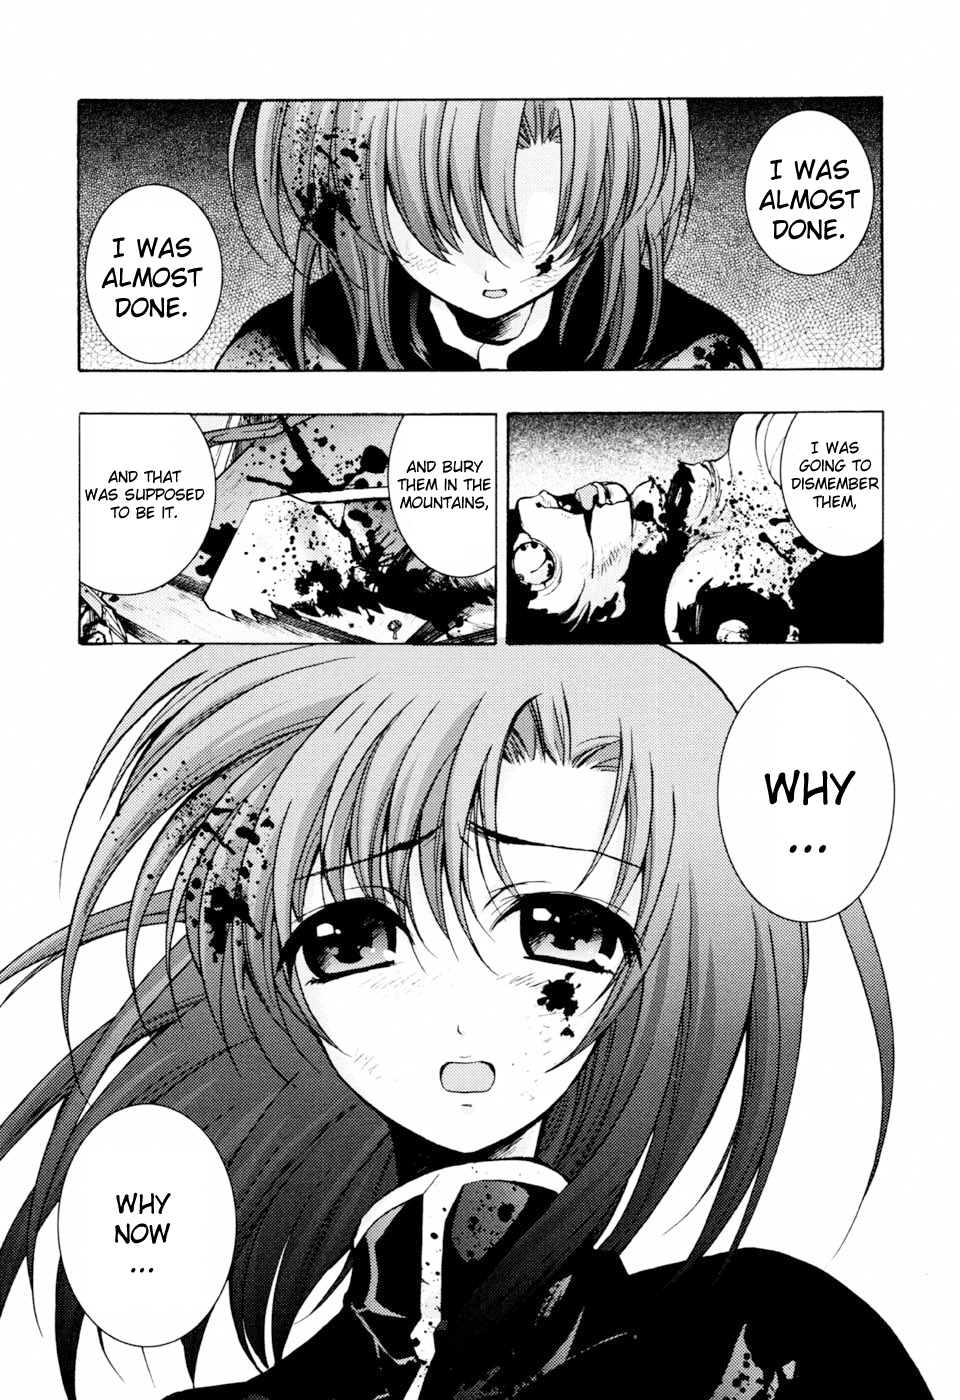 I WAS
ALMOST
DONE.
I WAS
ALMOST
DONE.
I WAS
GOING TO
DISMEMBER
THEM,
AND BURY
THEM IN THE
MOUNTAINS,
AND THAT
WAS SUPPOSED
TO BE IT.
WHY
...
WHY
NOW
...